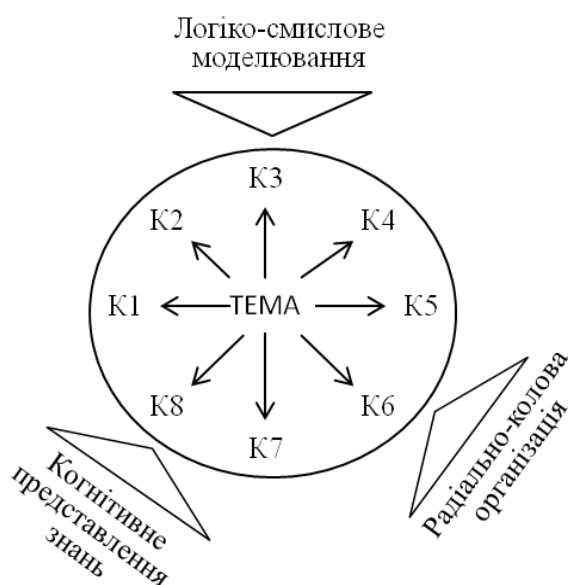 Логіко-смислове
моделювання
К3
К2
К4
К1
ТЕМА
К5
К8
К6
К7
Когнітивне
представлення
знань
Радіально-колова
організація